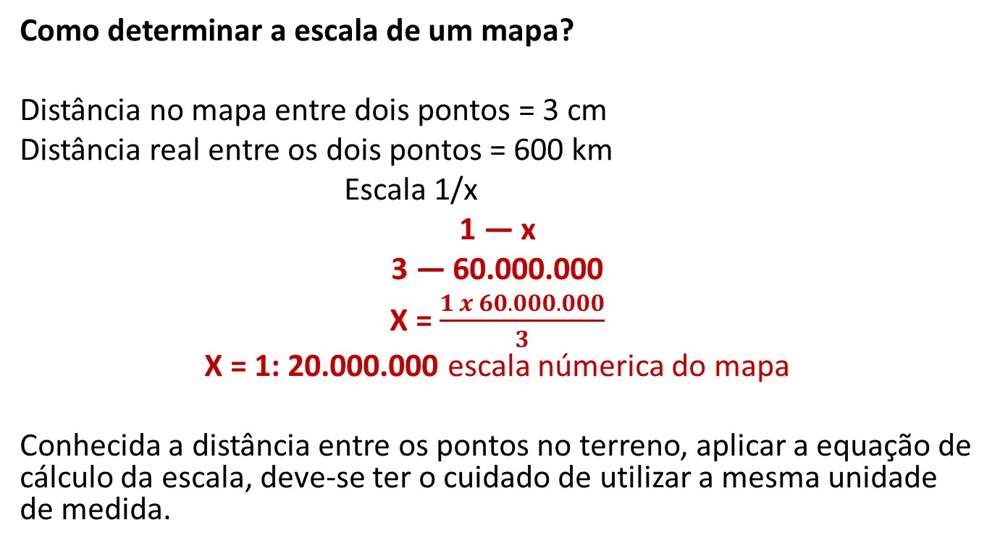 Como determinar a escala de um mapa?
Distância no mapa entre dois pontos = 3 cm
Distância real entre os dois pontos = 600 km
Escala 1/x
1 — x
3 — 60.000.000
X = 1 x 60.000.000 / 3
X = 1: 20.000.000 escala númerica do mapa
Conhecida a distância entre os pontos no terreno, aplicar a equação de
cálculo da escala, deve-se ter o cuidado de utilizar a mesma unidade
de medida.